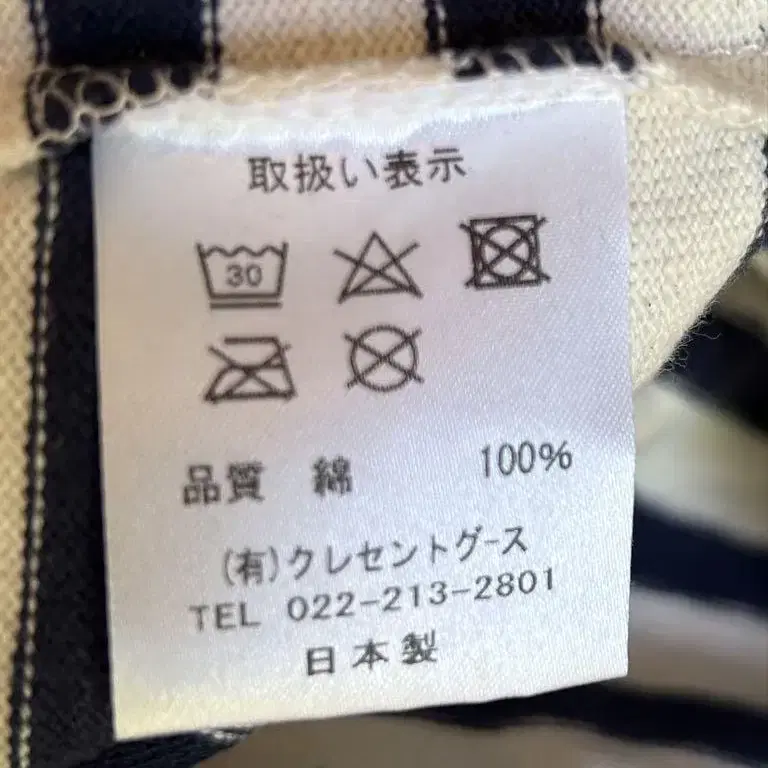 取扱い表示
30
品質 綿 100%
(有)クレセントグース
TEL 022-213-2801
日本製